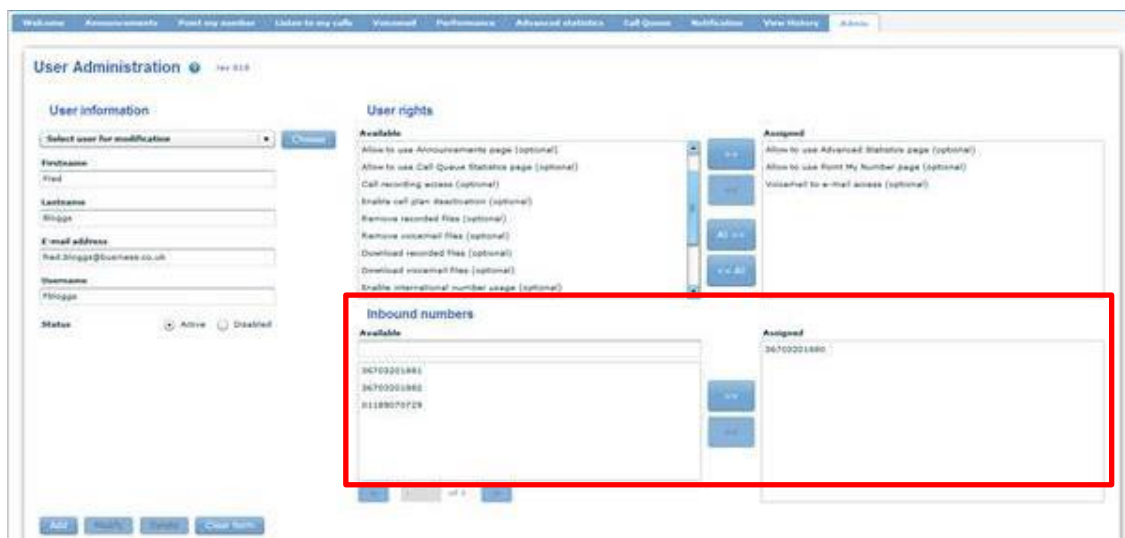 Welcome Announcements Point my number Listen to my calls Voicemail Performance Advanced statistics Call Queue Notification View History Admin
User Administration
User information
Select user for modification
Choose
Firstname
Fred
Lastname
Bloggs
E-mail address
fred.bloggs@business.co.uk
Username
Fbloggs
Status Active Disabled
Add Modify Delete Clear form
User rights
Available
Allow to use Announcements page (optional)
Allow to use Call Queue Statistics page (optional)
Call recording access (optional)
Enable call plan deactivation (optional)
Remove recorded files (optional)
Remove voicemail files (optional)
Download recorded files (optional)
Download voicemail files (optional)
Enable international number usage (optional)
>>
<<
All >>
<< All
Assigned
Allow to use Advanced Statistics page (optional)
Allow to use Point My Number page (optional)
Voicemail to e-mail access (optional)
Inbound numbers
Available
36703201881
36703201882
01189070729
>>
<<
Assigned
36703201880
of